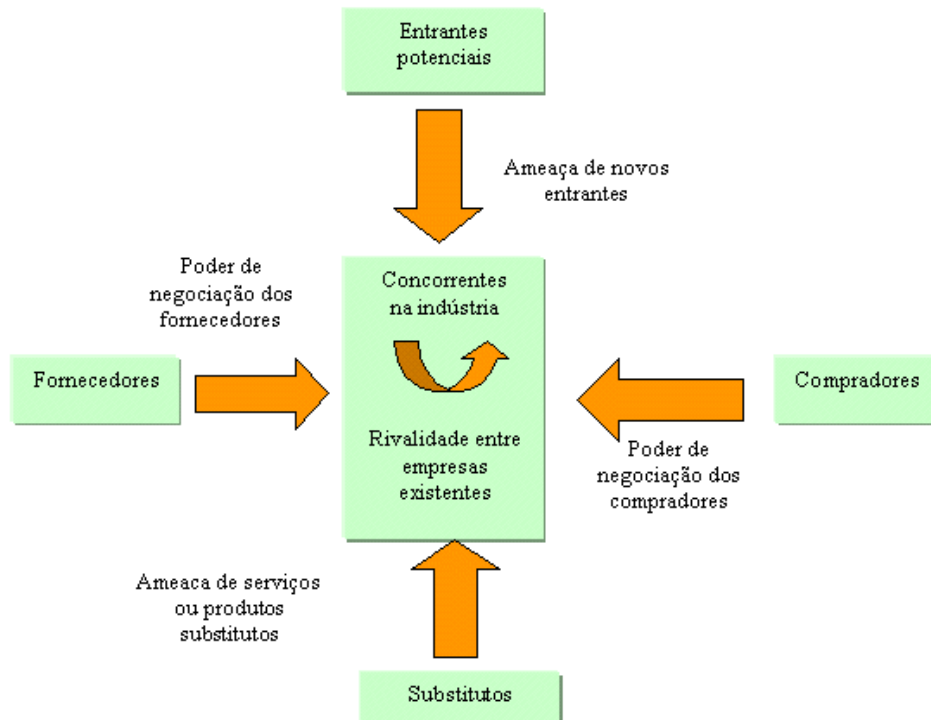 Entrantes
potenciais
Ameaça de novos
entrantes
Poder de
negociação dos
fornecedores
Concorrentes
na indústria
Fornecedores
Compradores
Rivalidade entre
empresas
existentes
Poder de
negociação dos
compradores
Ameaca de serviços
ou produtos
substitutos
Substitutos